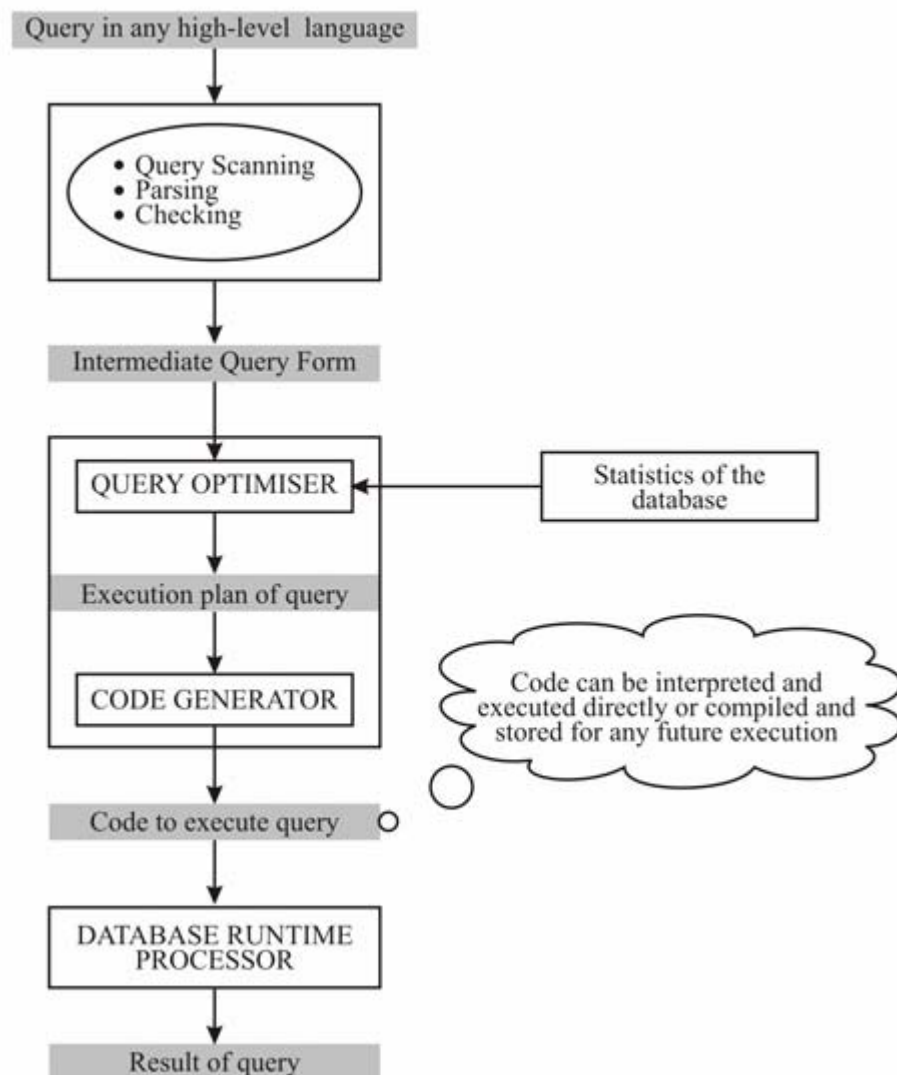 Query in any high-level language
• Query Scanning
• Parsing
• Checking
Intermediate Query Form
QUERY OPTIMISER
Statistics of the
database
Execution plan of query
CODE GENERATOR
Code can be interpreted and
executed directly or compiled and
stored for any future execution
Code to execute query
DATABASE RUNTIME
PROCESSOR
Result of query